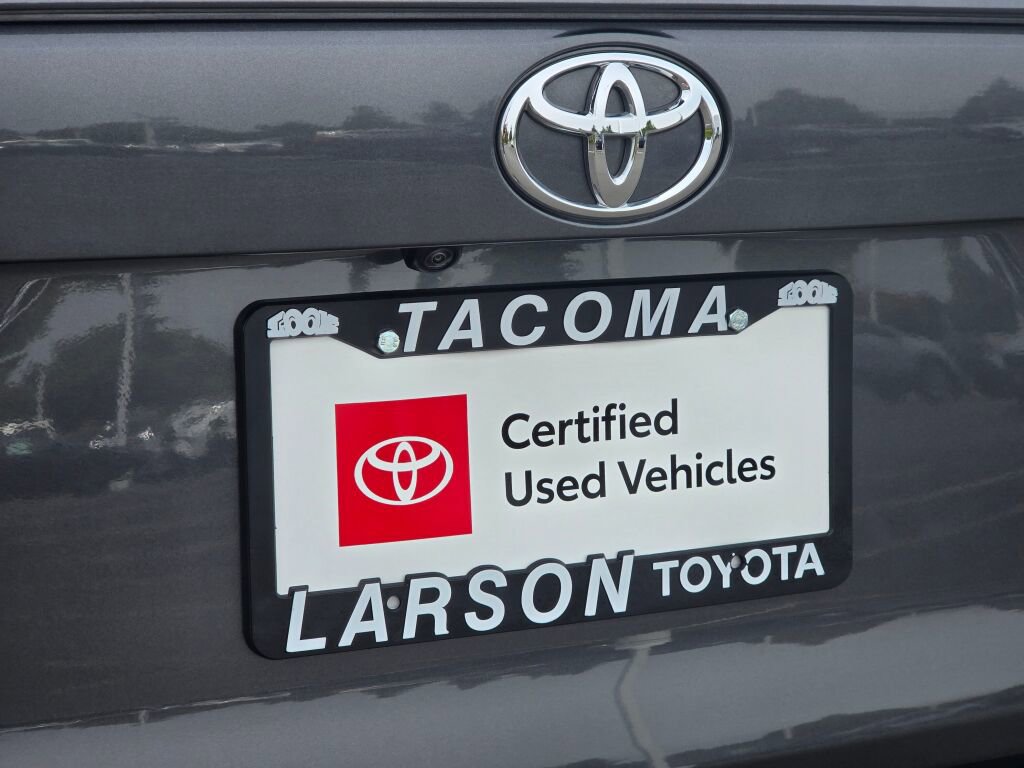 TACOMA
Certified
Used Vehicles
LARSON TOYOTA